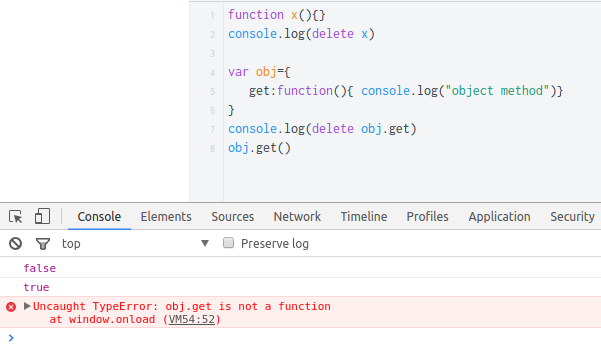 1 function x(){}
2 console.log(delete x)
3
4 var obj={
5 get:function(){ console.log("object method")}
6 }
7 console.log(delete obj.get)
8 obj.get()
Console Elements Sources Network Timeline Profiles Application Security
top Preserve log
false
true
Uncaught TypeError: obj.get is not a function
at window.onload (VM54:52)